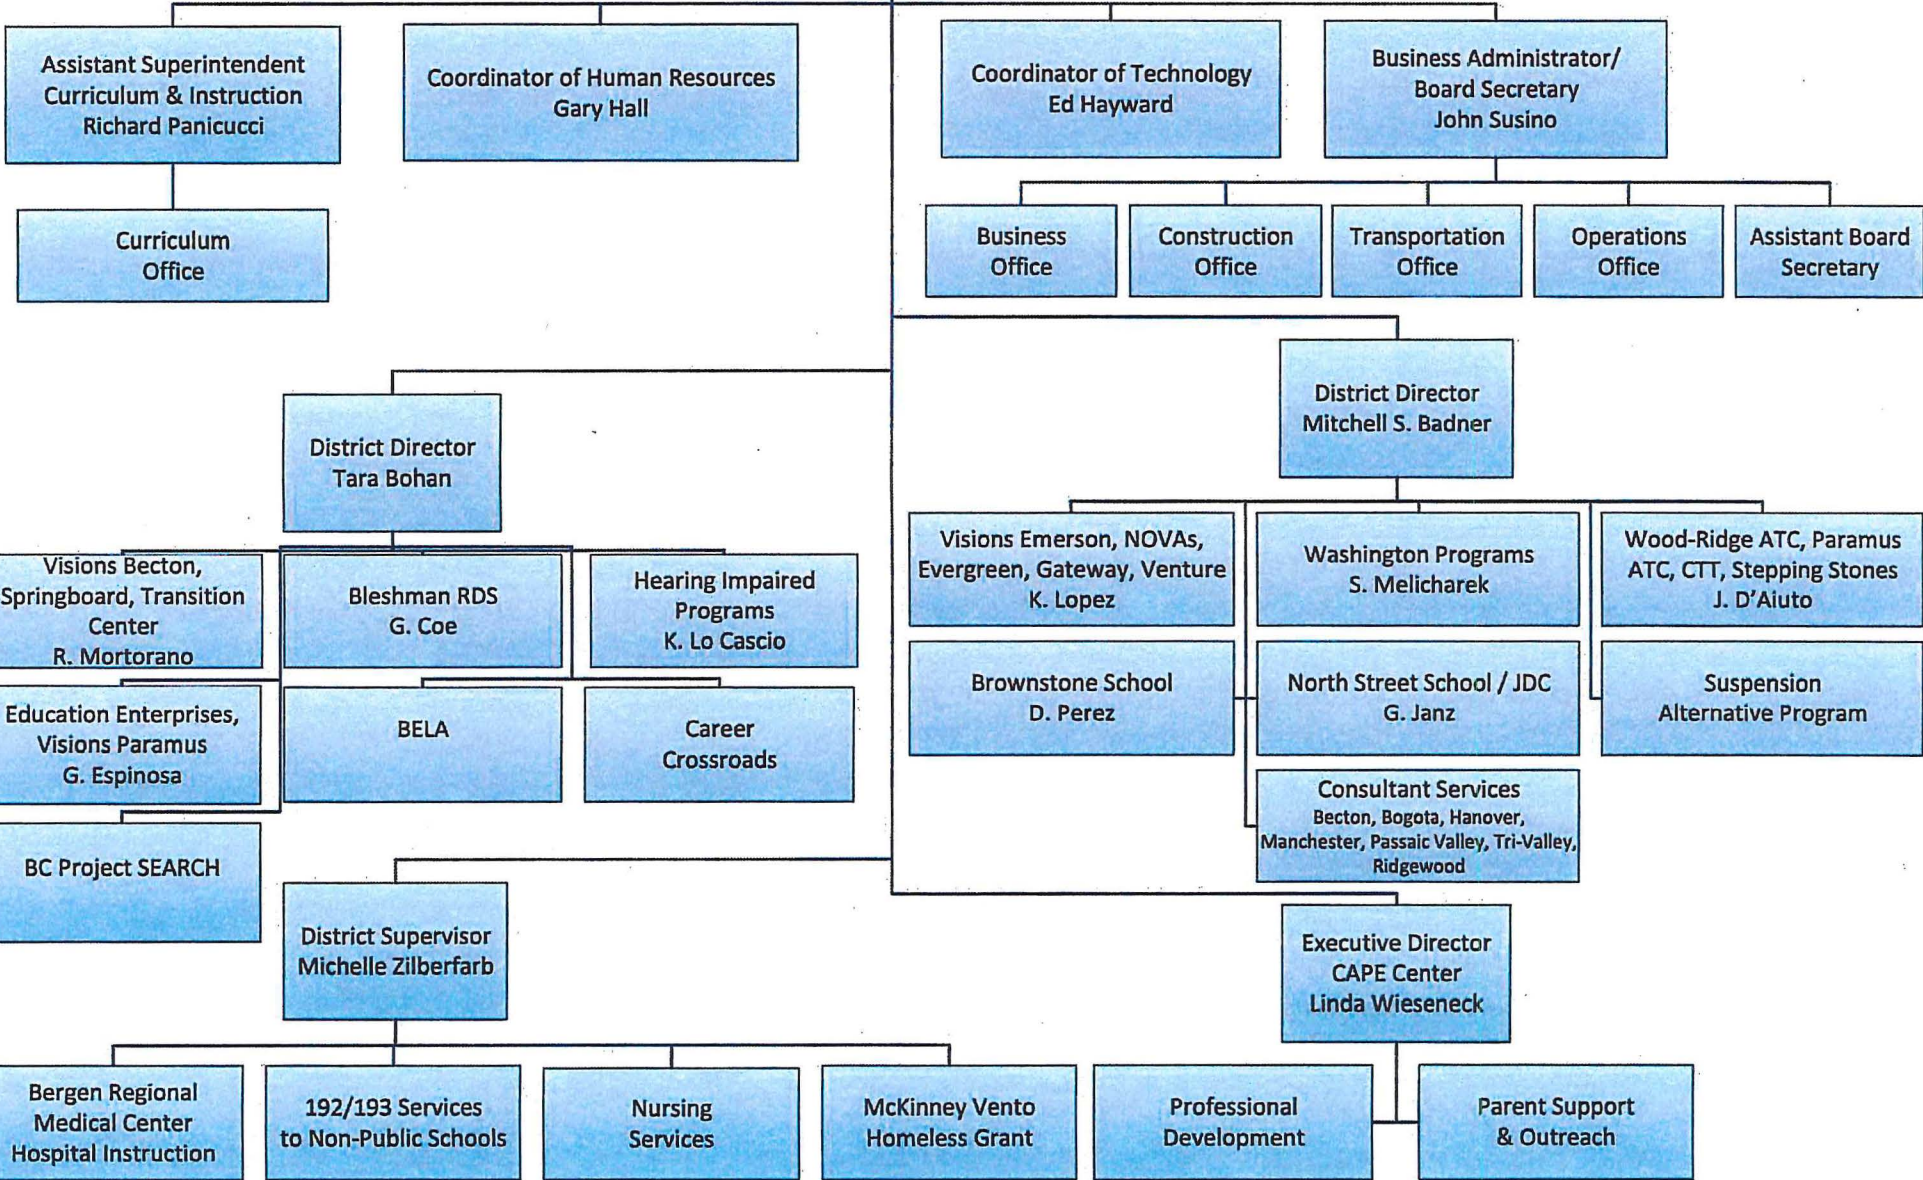 Assistant Superintendent
Curriculum & Instruction
Richard Panicucci
Coordinator of Human Resources
Gary Hall
Coordinator of Technology
Ed Hayward
Business Administrator/
Board Secretary
John Susino
Curriculum
Office
Business
Office
Construction
Office
Transportation
Office
Operations
Office
Assistant Board
Secretary
District Director
Mitchell S. Badner
District Director
Tara Bohan
Visions Becton,
Springboard, Transition
Center
R. Mortorano
Bleshman RDS
G. Coe
Hearing Impaired
Programs
K. Lo Cascio
Visions Emerson, NOVAs,
Evergreen, Gateway, Venture
K. Lopez
Washington Programs
S. Melicharek
Wood-Ridge ATC, Paramus
ATC, CTT, Stepping Stones
J. D'Aiuto
Education Enterprises,
Visions Paramus
G. Espinosa
BELA
Career
Crossroads
Brownstone School
D. Perez
North Street School / JDC
G. Janz
Suspension
Alternative Program
Consultant Services
Becton, Bogota, Hanover,
Manchester, Passaic Valley, Tri-Valley,
Ridgewood
BC Project SEARCH
District Supervisor
Michelle Zilberfarb
Executive Director
CAPE Center
Linda Wieseneck
Bergen Regional
Medical Center
Hospital Instruction
192/193 Services
to Non-Public Schools
Nursing
Services
McKinney Vento
Homeless Grant
Professional
Development
Parent Support
& Outreach